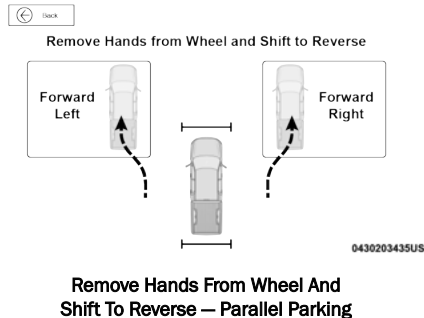 Back
Remove Hands from Wheel and Shift to Reverse
Forward
Left
Forward
Right
0430203435US
Remove Hands From Wheel And
Shift To Reverse — Parallel Parking